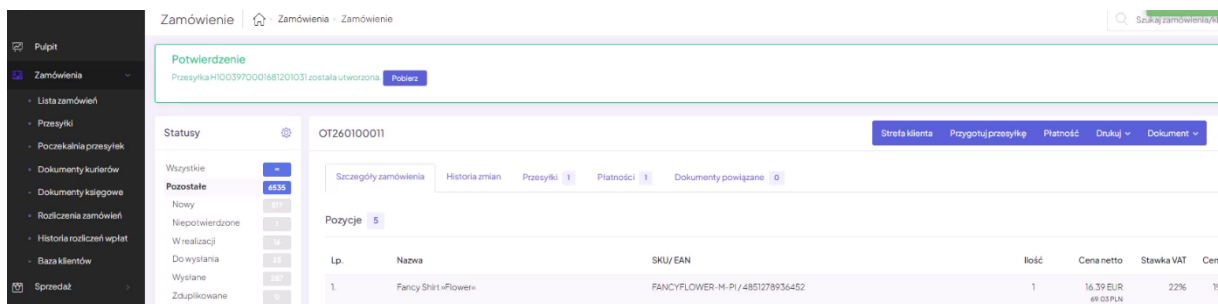 Zamówienie Zamówienia - Zamówienie Szukaj zamówienia/kl
Pulpit
Potwierdzenie
Przesyłka H1003970001681201031 została utworzona. Pobierz
Zamówienia
Lista zamówień
Przesyłki
Poczekalnia przesyłek
Dokumenty kurierów
Dokumenty księgowe
Rozliczenia zamówień
Historia rozliczeń wpłat
Baza klientów
Sprzedaż
Statusy
Wszystkie
Pozostałe 6535
Nowy
Niepotwierdzone
W realizacji
Do wysłania
Wysłane
Zduplikowane 0
OT260100011 Strefa klienta Przygotuj przesyłkę Płatność Drukuj Dokument
Szczegóły zamówienia Historia zmian Przesyłki 1 Płatności 1 Dokumenty powiązane 0
Pozycje 5
Lp. Nazwa SKU/ EAN Ilość Cena netto Stawka VAT Cen
1. Fancy Shirt »Flower« FANCYFLOWER-M-PI / 4851278936452 1 16.39 EUR 22% 19
69.03 PLN